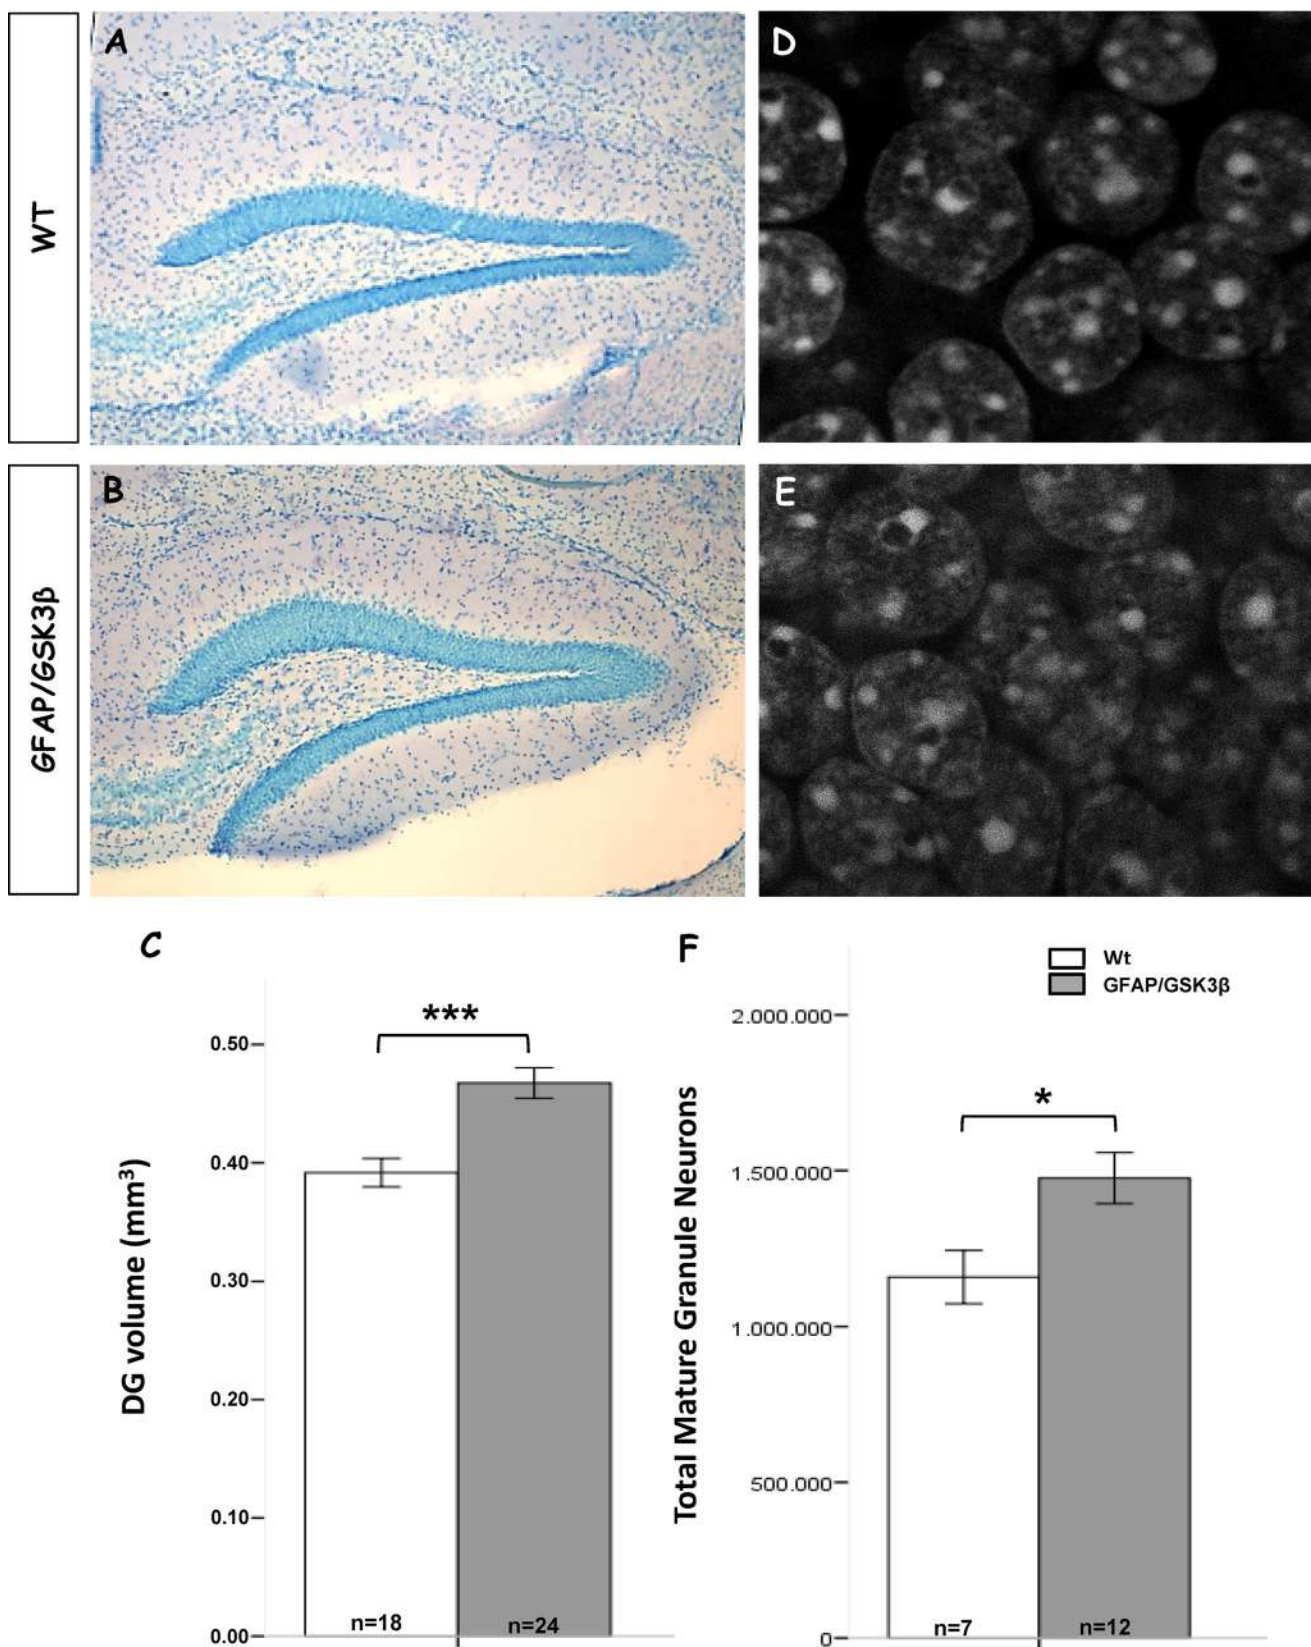 A
D
WT
B
E
GFAP/GSK3β
C
F
Wt
GFAP/GSK3β
***
*
DG volume (mm³)
0.50
0.40
0.30
0.20
0.10
0.00
n=18
n=24
Total Mature Granule Neurons
2.000.000
1.500.000
1.000.000
500.000
0
n=7
n=12